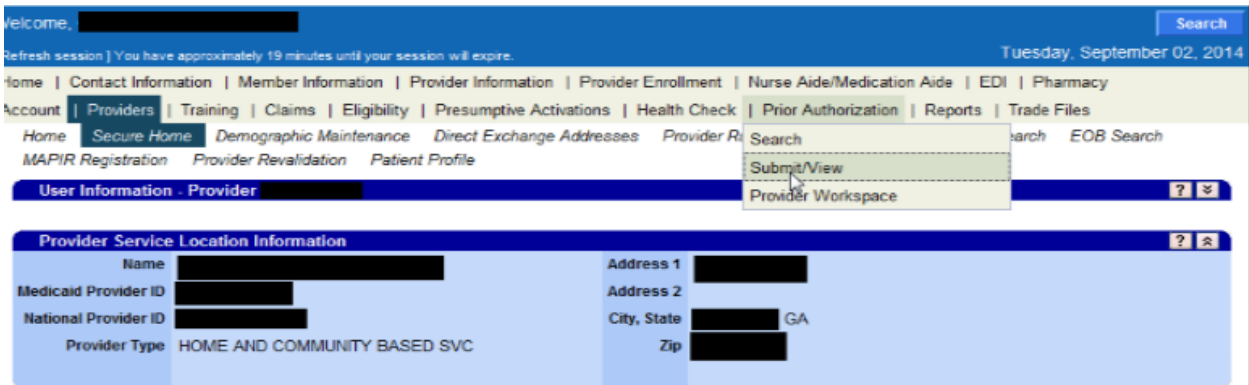 Welcome,
Search
Refresh session ] You have approximately 19 minutes until your session will expire.
Tuesday, September 02, 2014
Home | Contact Information | Member Information | Provider Information | Provider Enrollment | Nurse Aide/Medication Aide | EDI | Pharmacy
Account | Providers | Training | Claims | Eligibility | Presumptive Activations | Health Check | Prior Authorization | Reports | Trade Files
Home Secure Home Demographic Maintenance Direct Exchange Addresses Provider EOB Search
MAPIR Registration Provider Revalidation Patient Profile
Search
Submit/View
Provider Workspace
User Information - Provider
? 
Provider Service Location Information
?
Name
Address 1
Medicaid Provider ID
Address 2
National Provider ID
City, State GA
Provider Type HOME AND COMMUNITY BASED SVC
Zip